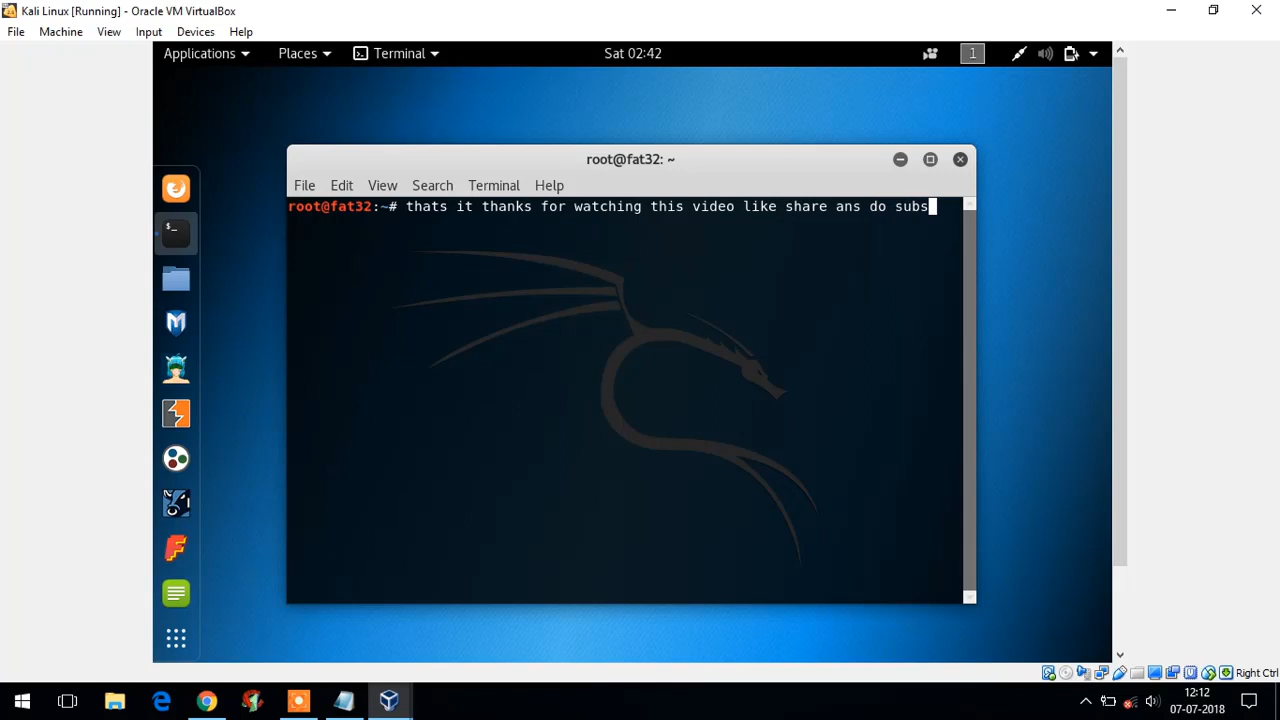 Kali Linux [Running] - Oracle VM VirtualBox
File Machine View Input Devices Help
Applications Places Terminal Sat 02:42 1
root@fat32: ~
File Edit View Search Terminal Help
root@fat32:~# thats it thanks for watching this video like share ans do subs
Right Ctrl
12:12
07-07-2018